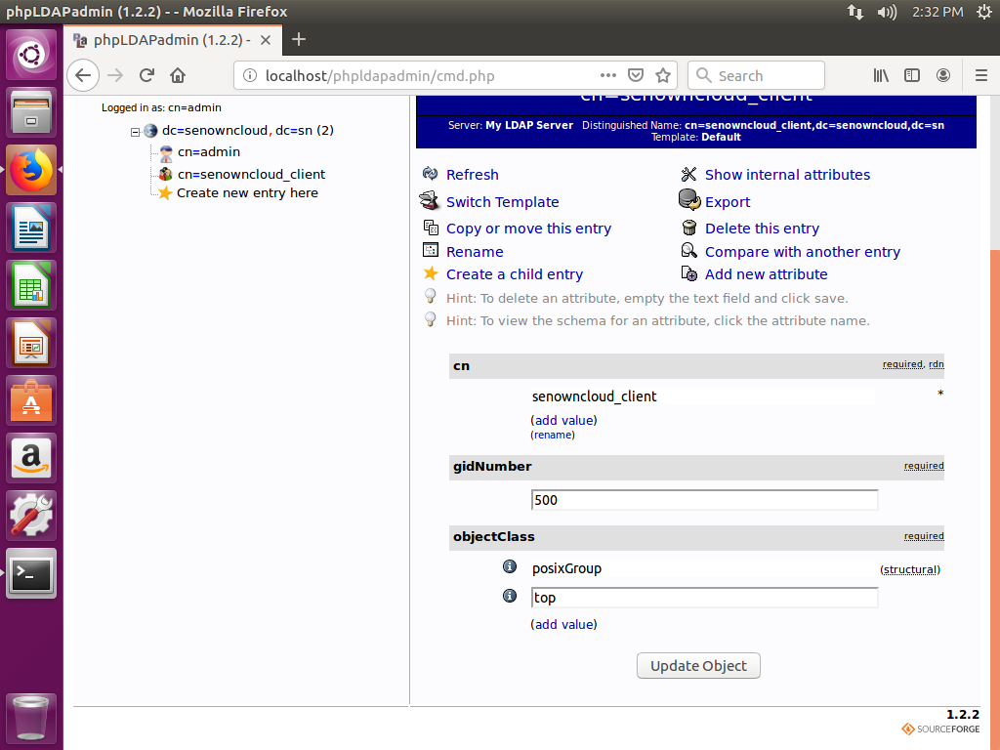 phpLDAPadmin (1.2.2) - - Mozilla Firefox
2:32 PM
phpLDAPadmin (1.2.2) -
localhost/phpldapadmin/cmd.php
Search
Logged in as: cn=admin
dc=senowncloud, dc=sn (2)
cn=admin
cn=senowncloud_client
Create new entry here
cn=senowncloud_client
Server: My LDAP Server Distinguished Name: cn=senowncloud_client,dc=senowncloud,dc=sn
Template: Default
Refresh
Show internal attributes
Switch Template
Export
Copy or move this entry
Delete this entry
Rename
Compare with another entry
Create a child entry
Add new attribute
Hint: To delete an attribute, empty the text field and click save.
Hint: To view the schema for an attribute, click the attribute name.
cn
required, rdn
senowncloud_client
*
(add value)
(rename)
gidNumber
required
500
objectClass
required
posixGroup
(structural)
top
(add value)
Update Object
1.2.2
SOURCEFORGE